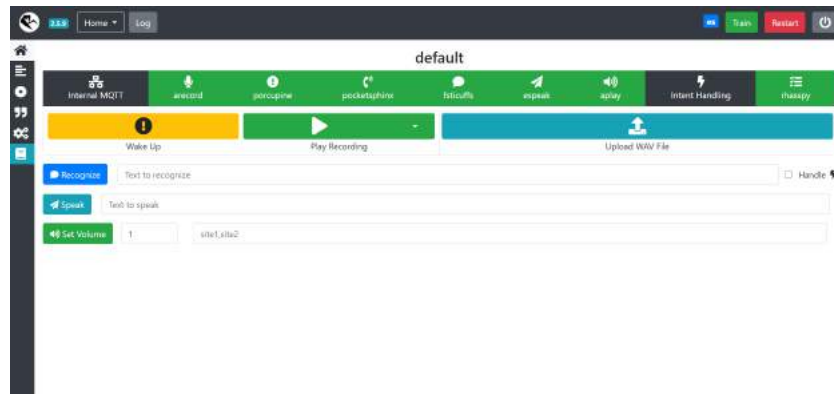 2.5.9 Home Log Train Restart
default
Internal MQTT arecord porcupine pocketsphinx fsticuffs espeak aplay Intent Handling rhasspy
Wake Up Play Recording Upload WAV File
Recognize Text to recognize Handle
Speak Text to speak
Set Volume 1 site1,site2